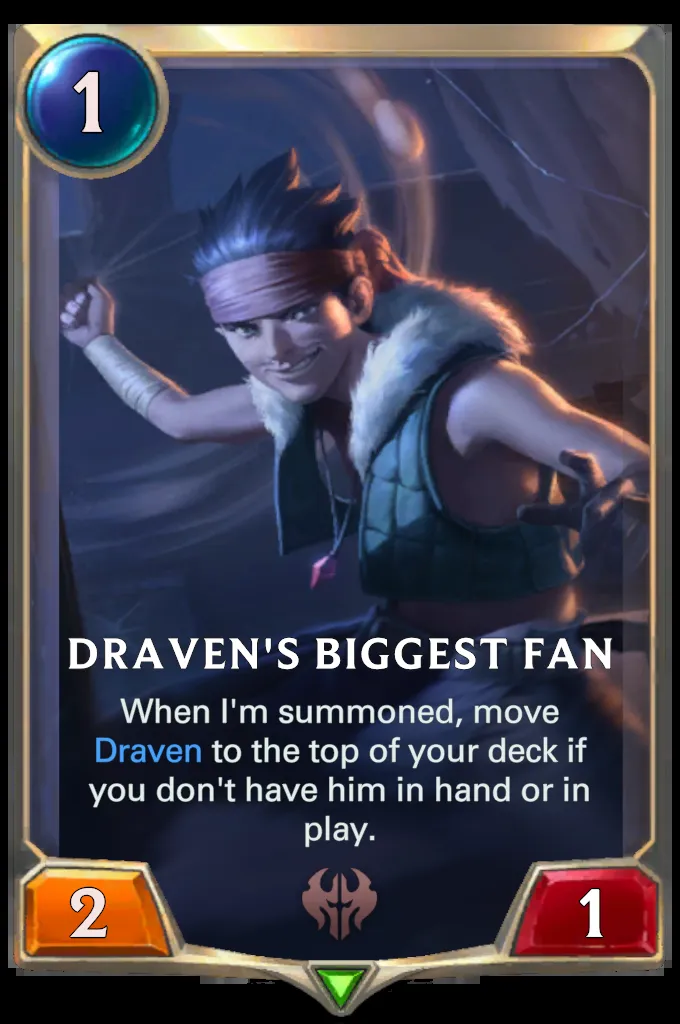 1
DRAVEN'S BIGGEST FAN
When I'm summoned, move
Draven to the top of your deck if
you don't have him in hand or in
play.
2
1